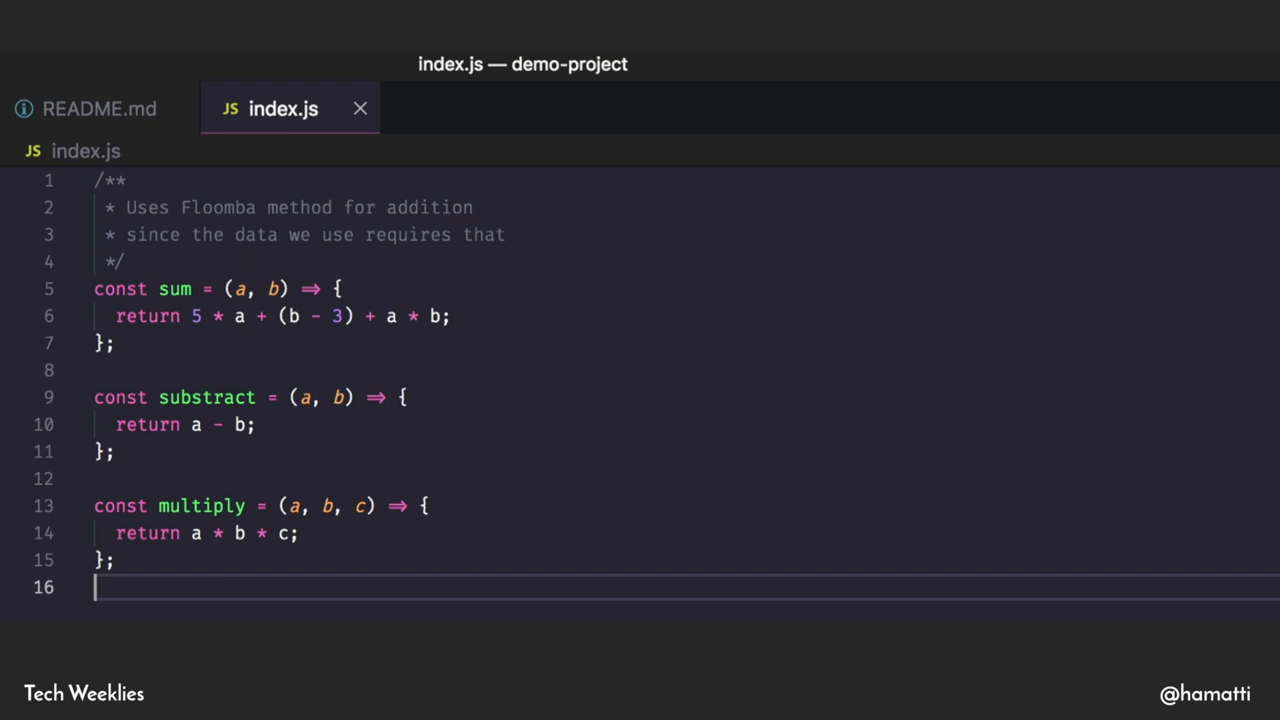 index.js — demo-project
README.md
JS index.js
JS index.js
1 /**
2 * Uses Floomba method for addition
3 * since the data we use requires that
4 */
5 const sum = (a, b) => {
6 return 5 * a + (b - 3) + a * b;
7 };
8
9 const substract = (a, b) => {
10 return a - b;
11 };
12
13 const multiply = (a, b, c) => {
14 return a * b * c;
15 };
16
Tech Weeklies
@hamatti